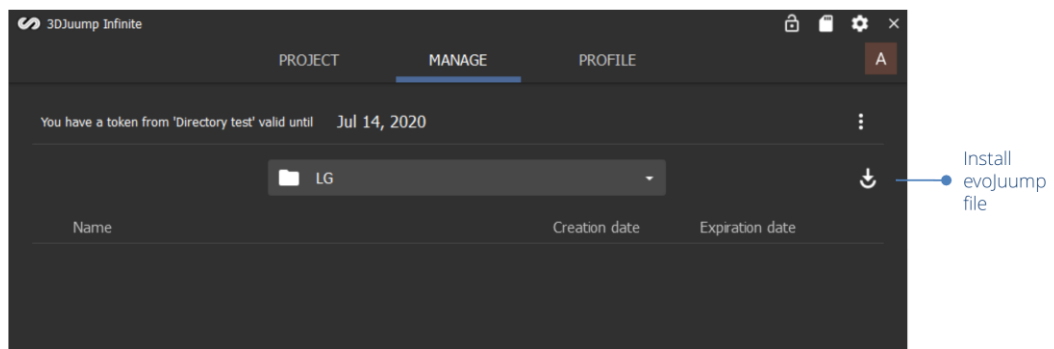 3DJuump Infinite
PROJECT MANAGE PROFILE A
You have a token from 'Directory test' valid until Jul 14, 2020
LG
Install
evoJuump
file
Name Creation date Expiration date